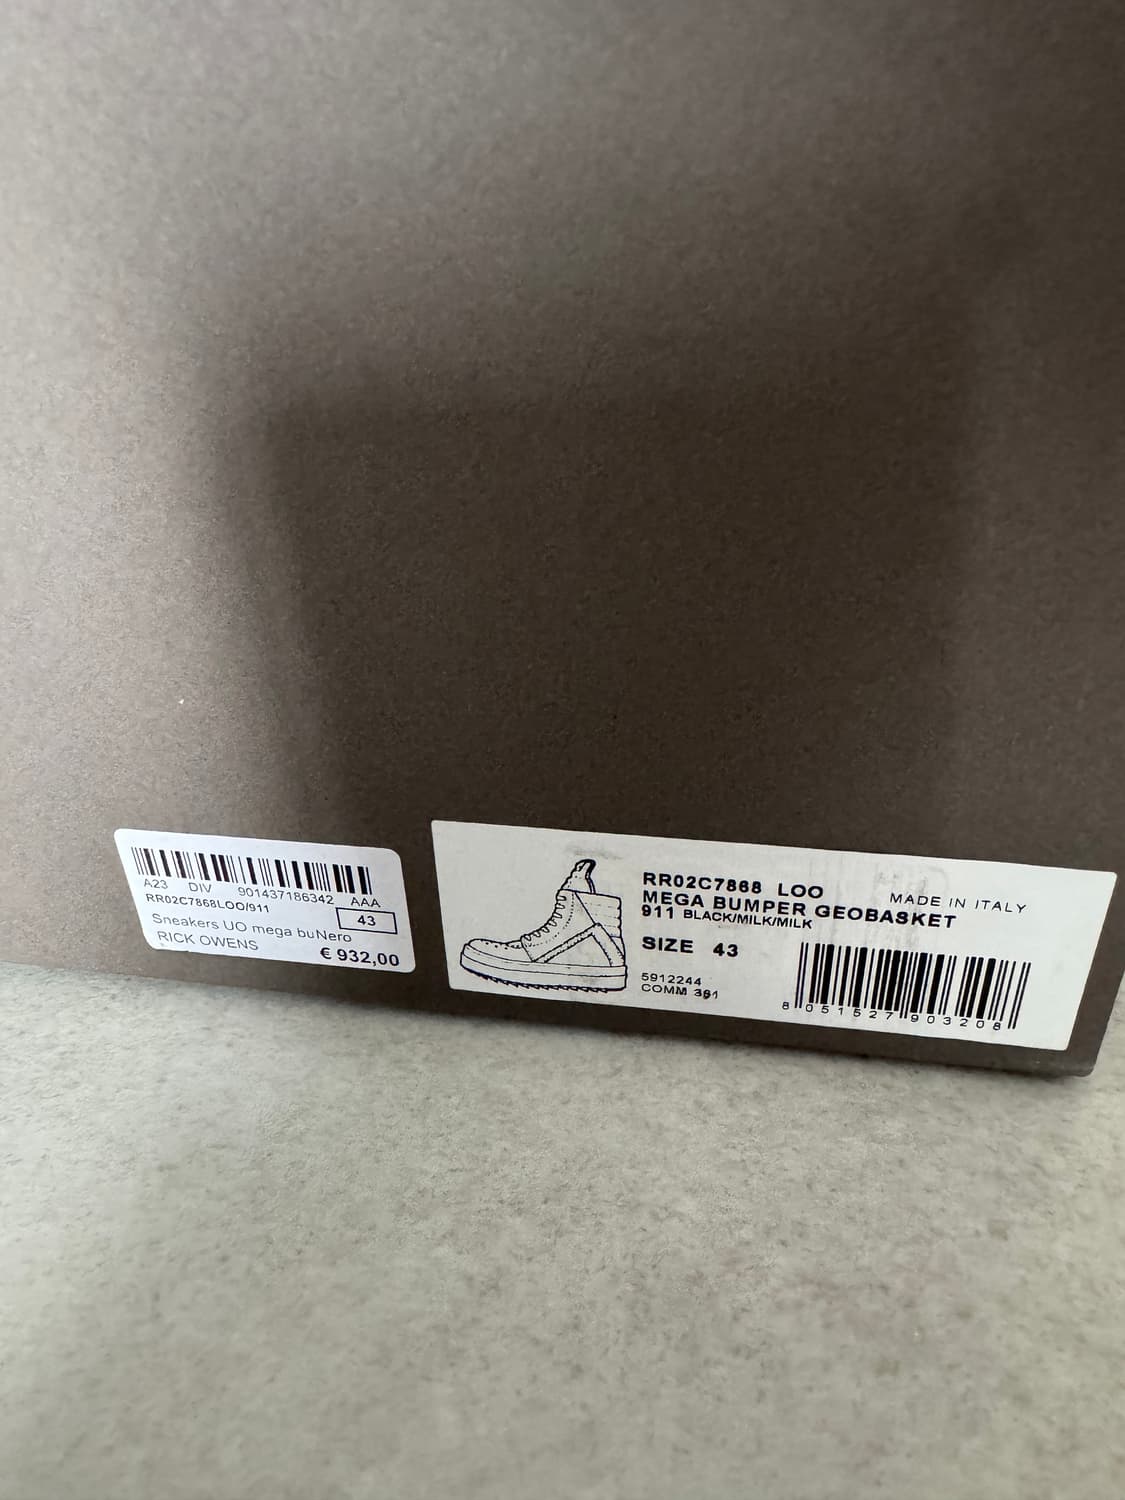 A23 DIV 901437186342 AAA
RR02C7868LOO/911
43
Sneakers UO mega buNero
RICK OWENS
€ 932,00
RR02C7868 LOO
MADE IN ITALY
MEGA BUMPER GEOBASKET
911 BLACK/MILK/MILK
SIZE 43
5912244
COMM 391
8 051527 903208